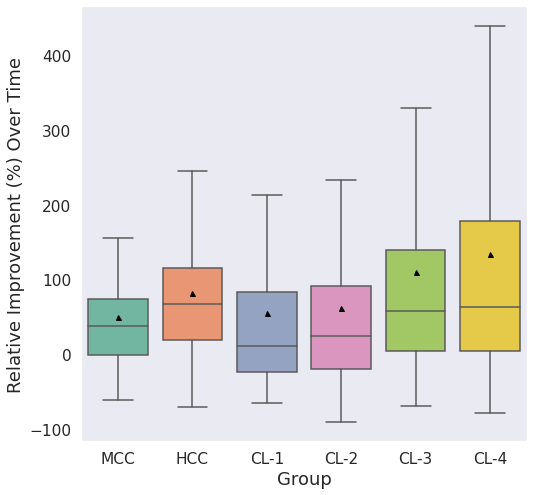 Relative Improvement (%) Over Time
400
300
200
100
0
−100
MCC HCC CL-1 CL-2 CL-3 CL-4
Group